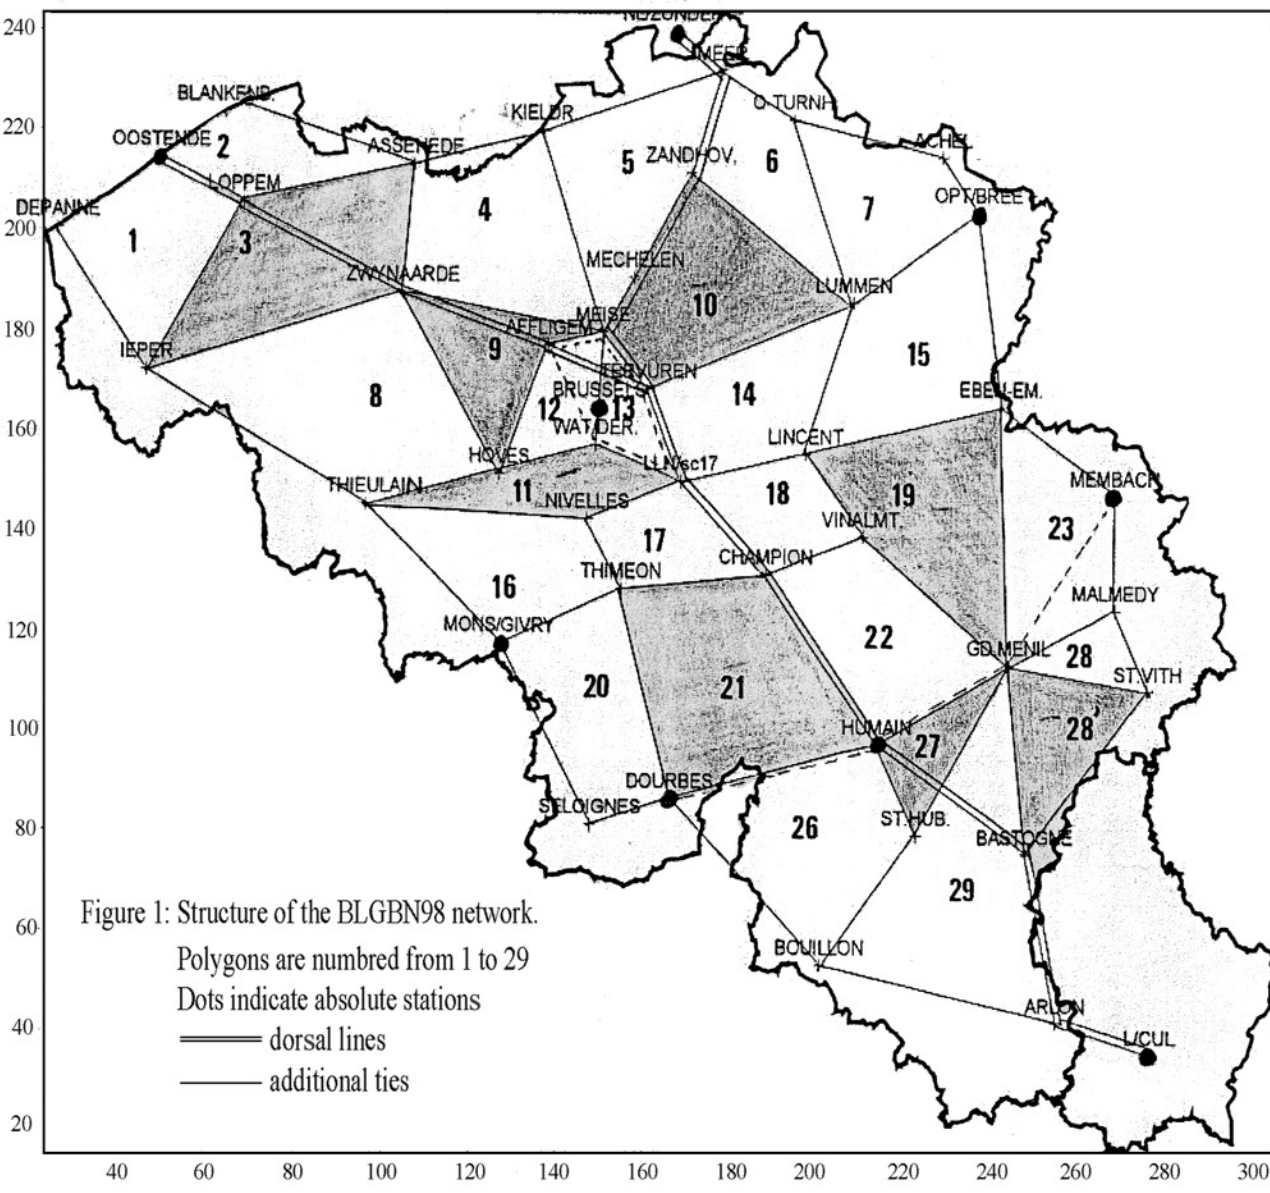 240
MEER
O-TURNH.
BLANKENB.
KIELDR.
220
OOSTENDE
2
ASSENEDE
5
ZANDHOV.
6
ACHEL
LOPPEM
OPT/BREE
DEPANNE
4
7
200
1
3
ZWYNAARDE
MECHELEN
LUMMEN
10
180
AFFLIGEM
MEISE
IEPER
9
15
TERVUREN
8
BRUSSELS
14
EBEN-EM.
12
13
160
WATDER.
LINCENT
HOVES
LLN/sc17
THIEULAIN
11
NIVELLES
18
19
MEMBACH
140
VINALMT.
23
17
CHAMPION
THIMEON
16
MALMEDY
120
MONS/GIVRY
22
GD.MENIL
28
ST.VITH
20
21
100
HUMAIN
27
28
DOURBES
S.LOIGNES
80
26
ST.HUB.
BASTOGNE
29
Figure 1: Structure of the BLGBN98 network.
60
BOUILLON
Polygons are numbred from 1 to 29
Dots indicate absolute stations
40
ARLON
dorsal lines
L/CUL
additional ties
20
40 60 80 100 120 140 160 180 200 220 240 260 280 300